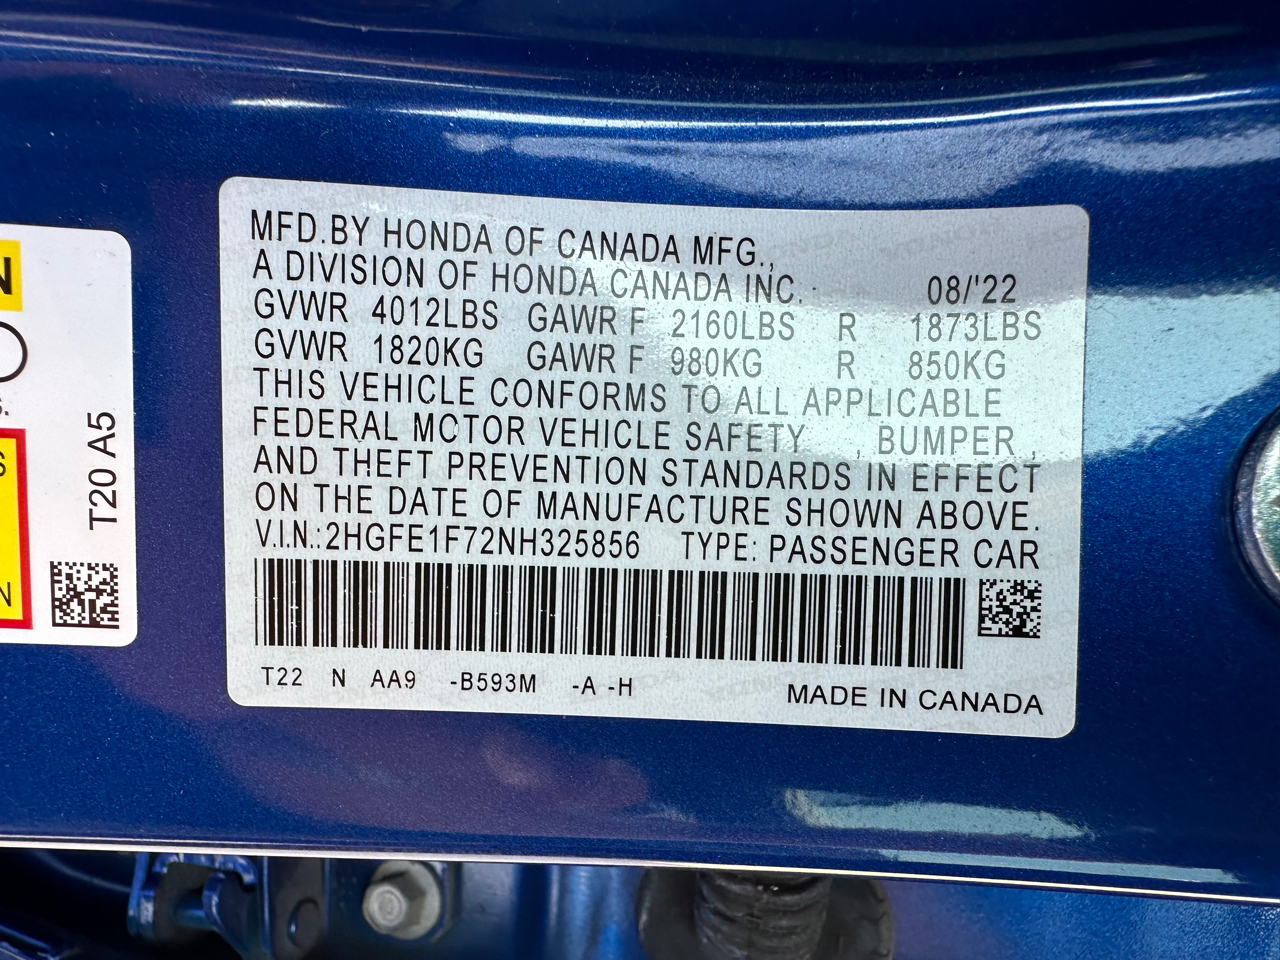 MFD.BY HONDA OF CANADA MFG.,
A DIVISION OF HONDA CANADA INC. 08/'22
GVWR 4012LBS GAWR F 2160LBS R 1873LBS
GVWR 1820KG GAWR F 980KG R 850KG
THIS VEHICLE CONFORMS TO ALL APPLICABLE
FEDERAL MOTOR VEHICLE SAFETY , BUMPER ,
AND THEFT PREVENTION STANDARDS IN EFFECT
ON THE DATE OF MANUFACTURE SHOWN ABOVE.
V.I.N.:2HGFE1F72NH325856 TYPE: PASSENGER CAR
T22 N AA9 -B593M -A -H
MADE IN CANADA
T20 A5